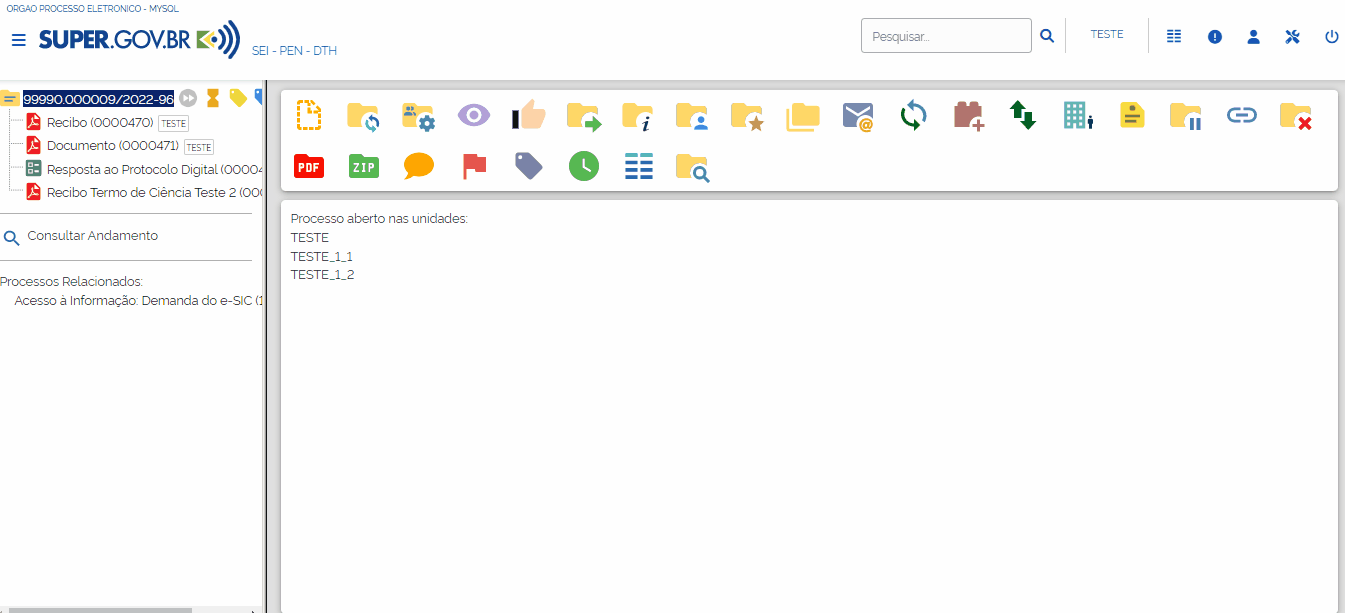 ORGAO PROCESSO ELETRONICO - MYSQL
SUPER.GOV.BR
SEI - PEN - DTH
Pesquisar...
TESTE
99990.000009/2022-96
Recibo (0000470) TESTE
Documento (0000471) TESTE
Resposta ao Protocolo Digital (00004
Recibo Termo de Ciência Teste 2 (00
Consultar Andamento
Processos Relacionados:
Acesso à Informação: Demanda do e-SIC (1
PDF
ZIP
Processo aberto nas unidades:
TESTE
TESTE_1_1
TESTE_1_2